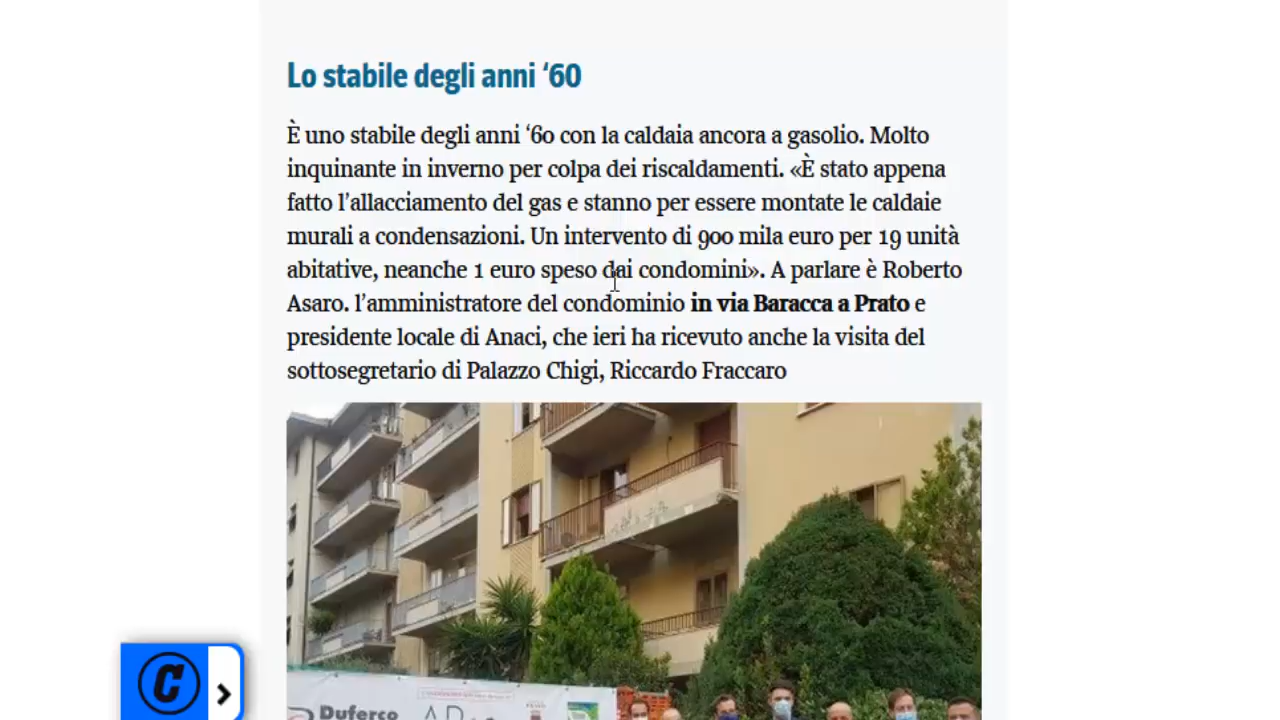 Lo stabile degli anni ‘60
È uno stabile degli anni ‘60 con la caldaia ancora a gasolio. Molto
inquinante in inverno per colpa dei riscaldamenti. «È stato appena
fatto l’allacciamento del gas e stanno per essere montate le caldaie
murali a condensazioni. Un intervento di 900 mila euro per 19 unità
abitative, neanche 1 euro speso dai condomini». A parlare è Roberto
Asaro. l’amministratore del condominio in via Baracca a Prato e
presidente locale di Anaci, che ieri ha ricevuto anche la visita del
sottosegretario di Palazzo Chigi, Riccardo Fraccaro
C
Duferco